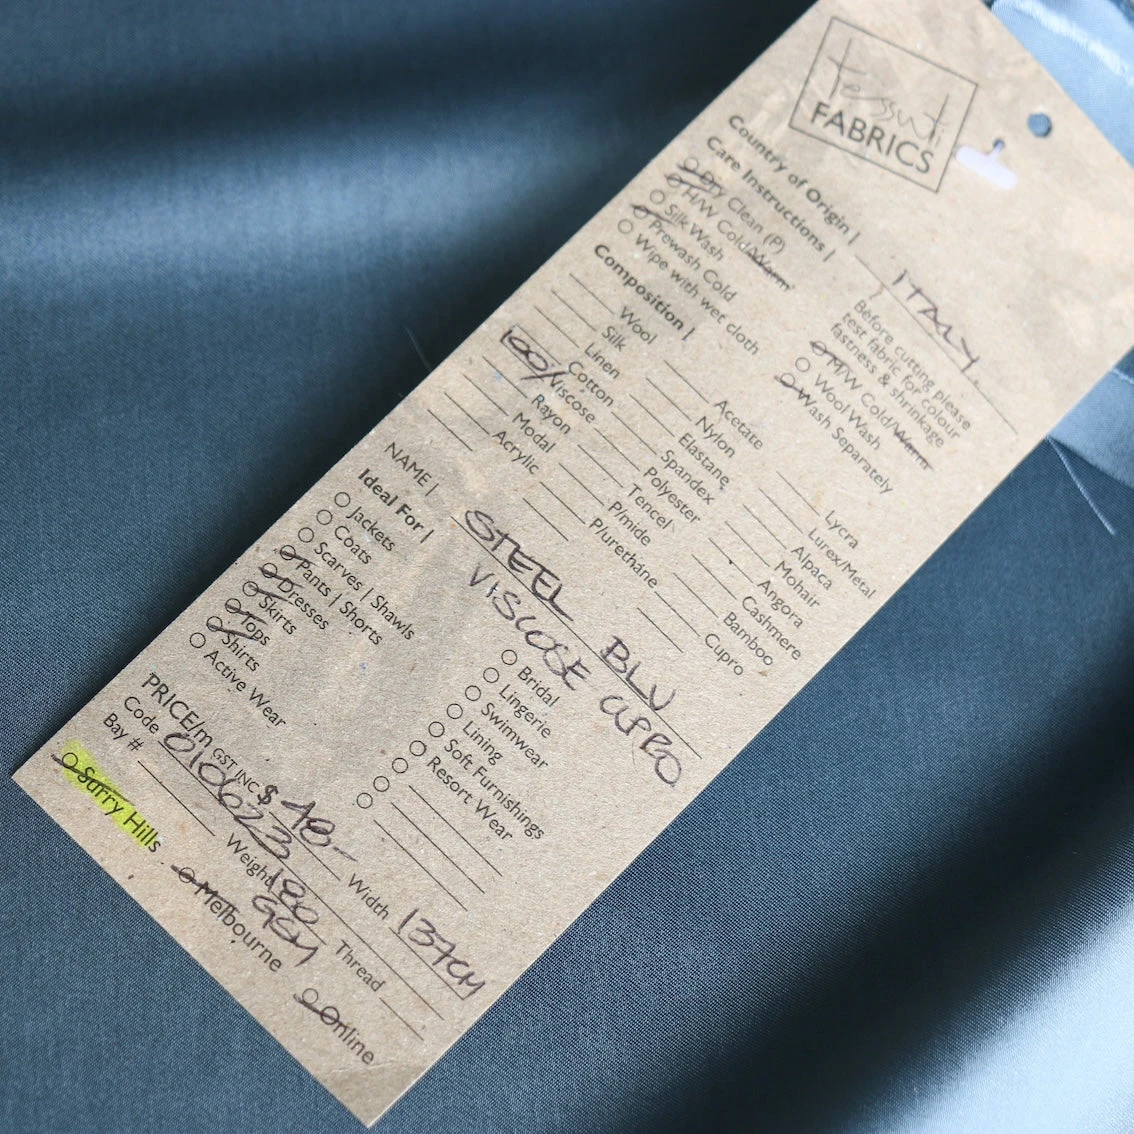 tessuti
FABRICS
Country of Origin | ITALY
Care Instructions |
Before cutting please
test fabric for colour
fastness & shrinkage
Dry Clean (P)
H/W Cold/Warm
Silk Wash
Prewash Cold
Wipe with wet cloth
M/W Cold/Warm
Wool Wash
Wash Separately
Composition |
Wool
Silk
Linen
Cotton
100/Viscose
Rayon
Modal
Acrylic
Acetate
Nylon
Elastane
Spandex
Polyester
Tencel
P/mide
P/urethane
Lycra
Lurex/Metal
Alpaca
Mohair
Angora
Cashmere
Bamboo
Cupro
NAME | STEEL BLU
VISCOSE CUPRO
Ideal For |
Jackets
Coats
Scarves | Shawls
Pants | Shorts
Dresses
Skirts
Tops
Shirts
Active Wear
Bridal
Lingerie
Swimwear
Lining
Soft Furnishings
Resort Wear
PRICE/m GST INC $ 48- Width 137CM
Code 010623
Weight 180 GSM Thread
Bay #
Surry Hills
Melbourne
Online